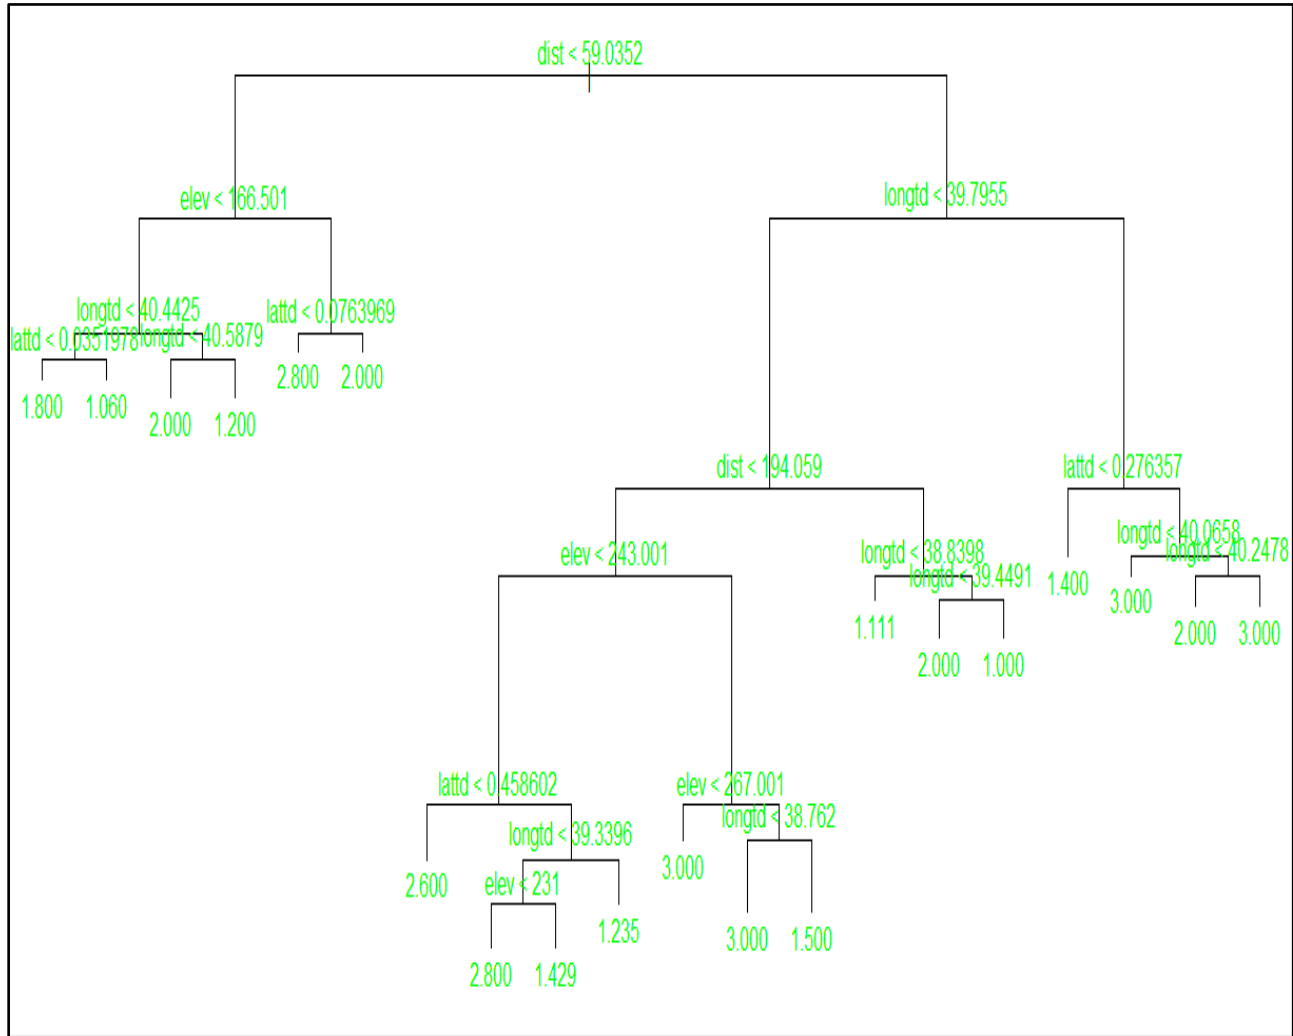 dist < 59.0352
elev < 166.501
longtd < 39.7955
longtd < 40.4425
lattd < 0.0763969
lattd < 0.0351978
longtd < 40.5879
2.800
2.000
1.800
1.060
2.000
1.200
dist < 194.059
lattd < 0.276357
elev < 243.001
longtd < 38.8398
longtd < 40.0658
longtd < 40.2478
longtd < 39.4491
1.400
3.000
1.111
2.000
3.000
2.000
1.000
lattd < 0.458602
elev < 267.001
longtd < 38.762
longtd < 39.3396
3.000
2.600
elev < 231
1.235
3.000
1.500
2.800
1.429